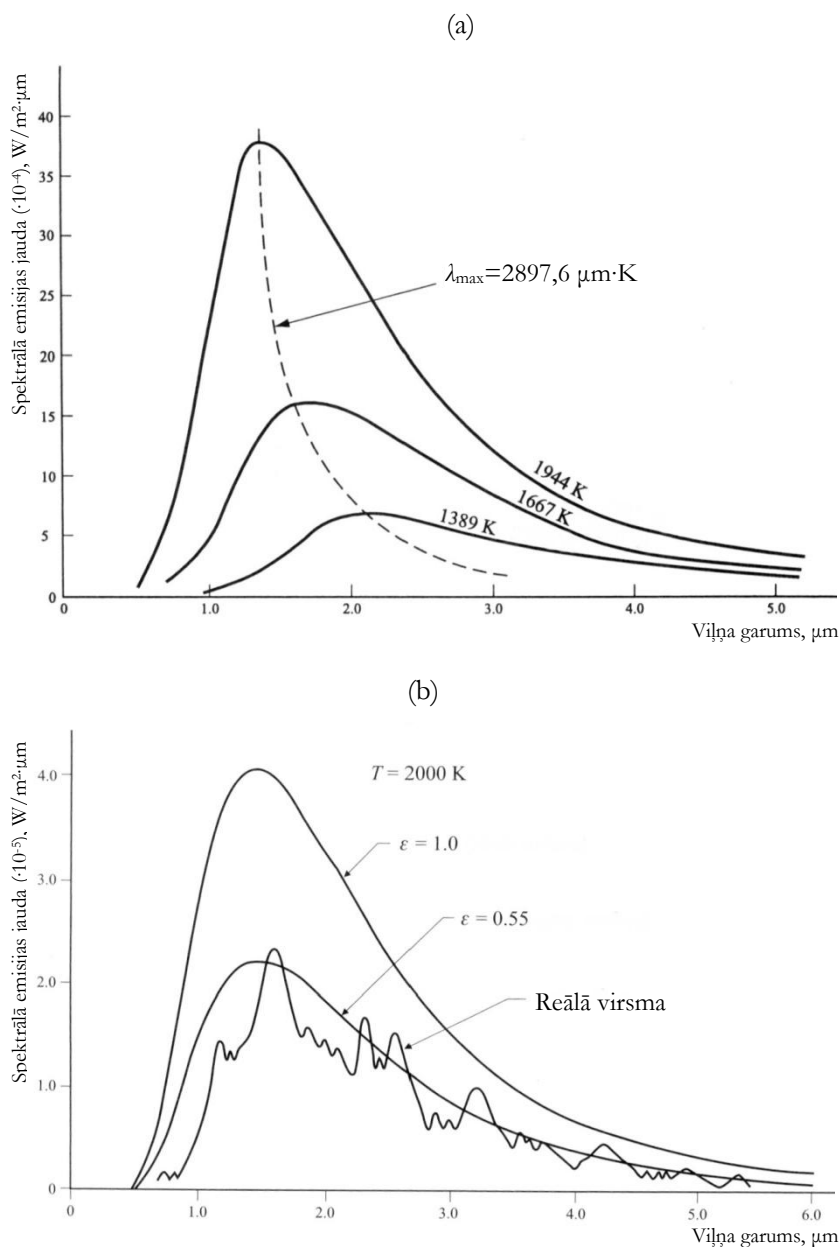 (a)
Spektrālā emisijas jauda (·10⁻⁴), W/m²·μm
40
35
30
25
20
15
10
5
0
λmax=2897,6 μm·K
1944 K
1667 K
1389 K
0
1.0
2.0
3.0
4.0
5.0
Viļņa garums, μm
(b)
Spektrālā emisijas jauda (·10⁻⁵), W/m²·μm
4.0
3.0
2.0
1.0
0
T = 2000 K
ε = 1.0
ε = 0.55
Reālā virsma
0
1.0
2.0
3.0
4.0
5.0
6.0
Viļņa garums, μm